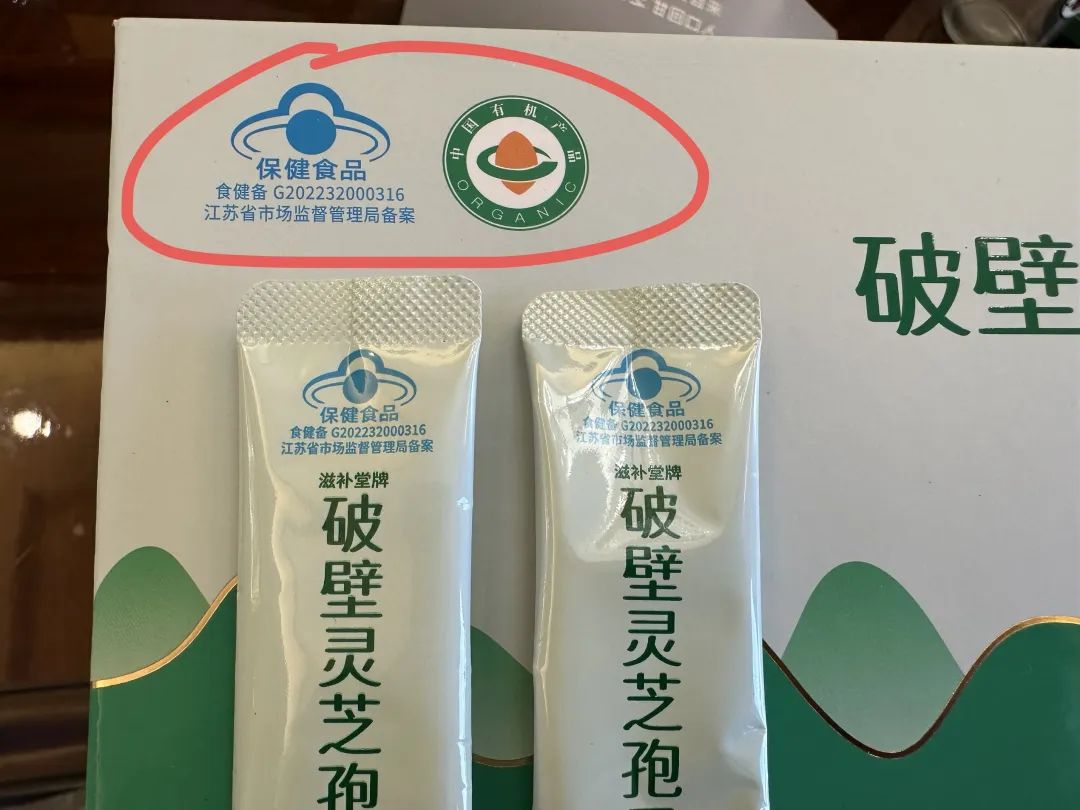 保健食品
食健备 G202232000316
江苏省市场监督管理局备案
中国有机产品
ORGANIC
破壁
保健食品
食健备 G202232000316
江苏省市场监督管理局备案
滋补堂牌
破壁灵芝孢
保健食品
食健备 G202232000316
江苏省市场监督管理局备案
滋补堂牌
破壁灵芝孢